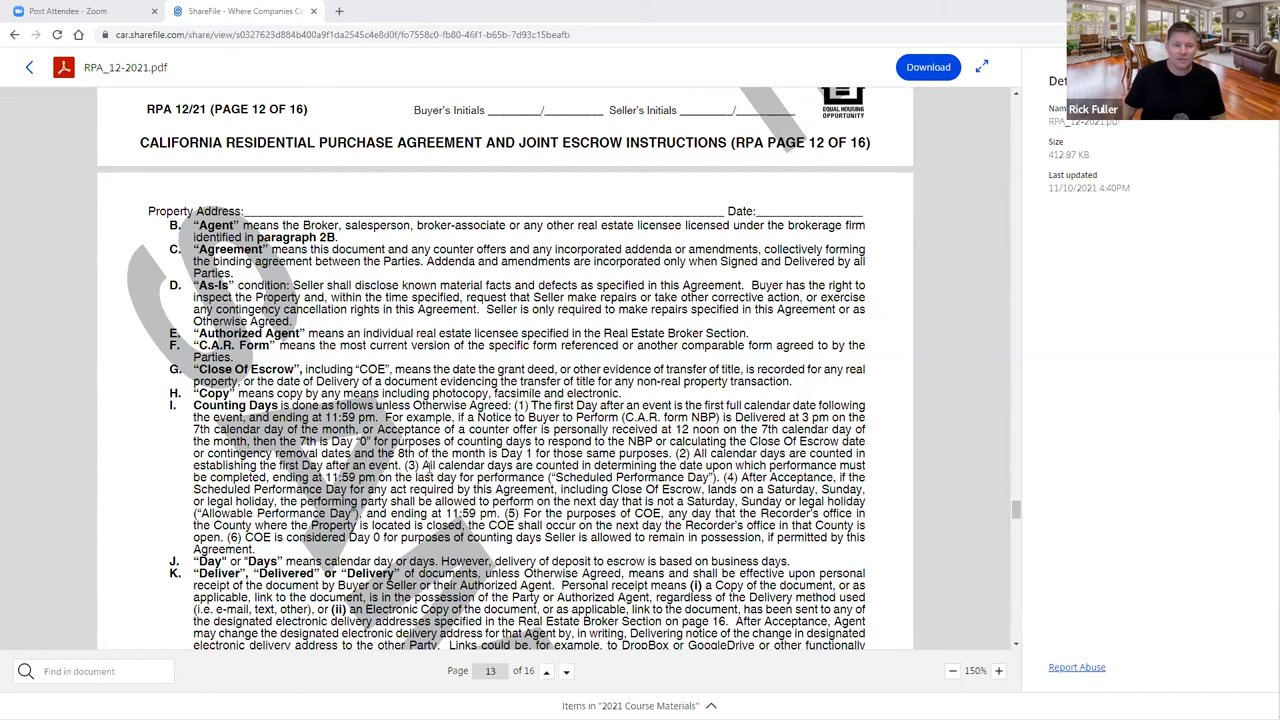 Post Attendee - Zoom
ShareFile - Where Companies Co
car.sharefile.com/share/view/s0327623d884b400a9f1da2545c4e8d0f/fo7558c0-fb80-46f1-b65b-7d93c15beafb
RPA_12-2021.pdf
Download
Rick Fuller
Size
412.87 KB
Last updated
11/10/2021 4:40PM
RPA 12/21 (PAGE 12 OF 16)
Buyer's Initials __________/__________ Seller's Initials __________/__________
EQUAL HOUSING
OPPORTUNITY
CALIFORNIA RESIDENTIAL PURCHASE AGREEMENT AND JOINT ESCROW INSTRUCTIONS (RPA PAGE 12 OF 16)
Property Address:____________________ Date:__________
B. "Agent" means the Broker, salesperson, broker-associate or any other real estate licensee licensed under the brokerage firm
identified in paragraph 2B.
C. "Agreement" means this document and any counter offers and any incorporated addenda or amendments, collectively forming
the binding agreement between the Parties. Addenda and amendments are incorporated only when Signed and Delivered by all
Parties.
D. "As-Is" condition: Seller shall disclose known material facts and defects as specified in this Agreement. Buyer has the right to
inspect the Property and, within the time specified, request that Seller make repairs or take other corrective action, or exercise
any contingency cancellation rights in this Agreement. Seller is only required to make repairs specified in this Agreement or as
Otherwise Agreed.
E. "Authorized Agent" means an individual real estate licensee specified in the Real Estate Broker Section.
F. "C.A.R. Form" means the most current version of the specific form referenced or another comparable form agreed to by the
Parties.
G. "Close Of Escrow", including "COE", means the date the grant deed, or other evidence of transfer of title, is recorded for any real
property, or the date of Delivery of a document evidencing the transfer of title for any non-real property transaction.
H. "Copy" means copy by any means including photocopy, facsimile and electronic.
I. Counting Days is done as follows unless Otherwise Agreed: (1) The first Day after an event is the first full calendar date following
the event, and ending at 11:59 pm. For example, if a Notice to Buyer to Perform (C.A.R. form NBP) is Delivered at 3 pm on the
7th calendar day of the month, or Acceptance of a counter offer is personally received at 12 noon on the 7th calendar day of
the month, then the 7th is Day "0" for purposes of counting days to respond to the NBP or calculating the Close Of Escrow date
or contingency removal dates and the 8th of the month is Day 1 for those same purposes. (2) All calendar days are counted in
establishing the first Day after an event. (3) All calendar days are counted in determining the date upon which performance must
be completed, ending at 11:59 pm on the last day for performance ("Scheduled Performance Day"). (4) After Acceptance, if the
Scheduled Performance Day for any act required by this Agreement, including Close Of Escrow, lands on a Saturday, Sunday,
or legal holiday, the performing party shall be allowed to perform on the next day that is not a Saturday, Sunday or legal holiday
("Allowable Performance Day"), and ending at 11:59 pm. (5) For the purposes of COE, any day that the Recorder's office in
the County where the Property is located is closed, the COE shall occur on the next day the Recorder's office in that County is
open. (6) COE is considered Day 0 for purposes of counting days Seller is allowed to remain in possession, if permitted by this
Agreement.
J. "Day" or "Days" means calendar day or days. However, delivery of deposit to escrow is based on business days.
K. "Deliver", "Delivered" or "Delivery" of documents, unless Otherwise Agreed, means and shall be effective upon personal
receipt of the document by Buyer or Seller or their Authorized Agent. Personal receipt means (i) a Copy of the document, or as
applicable, link to the document, is in the possession of the Party or Authorized Agent, regardless of the Delivery method used
(i.e. e-mail, text, other), or (ii) an Electronic Copy of the document, or as applicable, link to the document, has been sent to any of
the designated electronic delivery addresses specified in the Real Estate Broker Section on page 16. After Acceptance, Agent
may change the designated electronic delivery address for that Agent by, in writing, Delivering notice of the change in designated
electronic delivery address to the other Party. Links could be, for example, to DropBox or GoogleDrive or other functionally
Find in document
Page 13 of 16
150%
Report Abuse
Items in "2021 Course Materials"